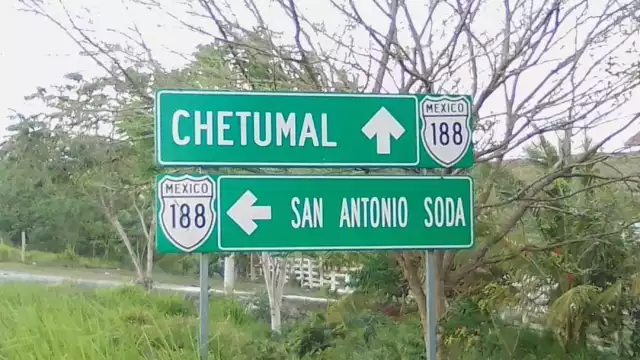 CHETUMAL
MEXICO
188
MEXICO
188
SAN ANTONIO SODA